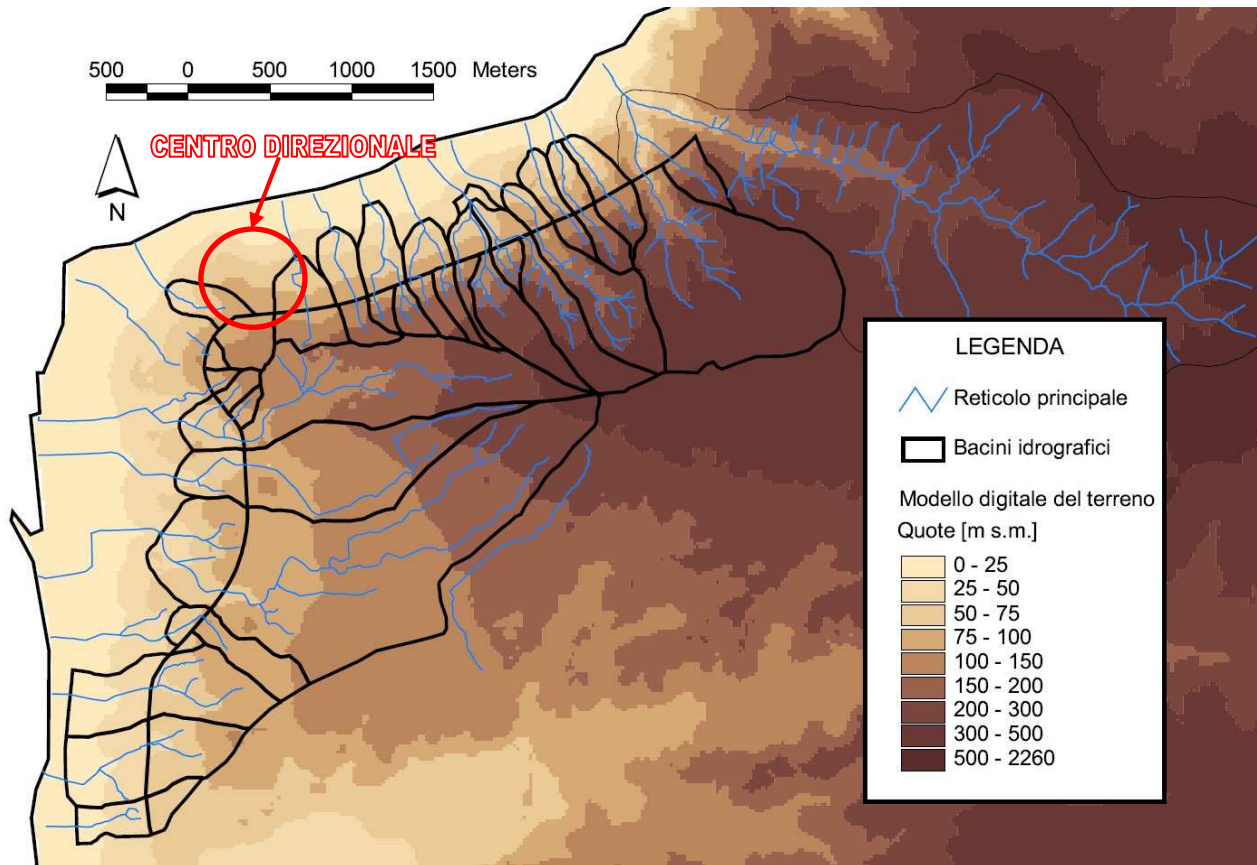 500 0 500 1000 1500 Meters
CENTRO DIREZIONALE
N
LEGENDA
Reticolo principale
Bacini idrografici
Modello digitale del terreno
Quote [m s.m.]
0 - 25
25 - 50
50 - 75
75 - 100
100 - 150
150 - 200
200 - 300
300 - 500
500 - 2260